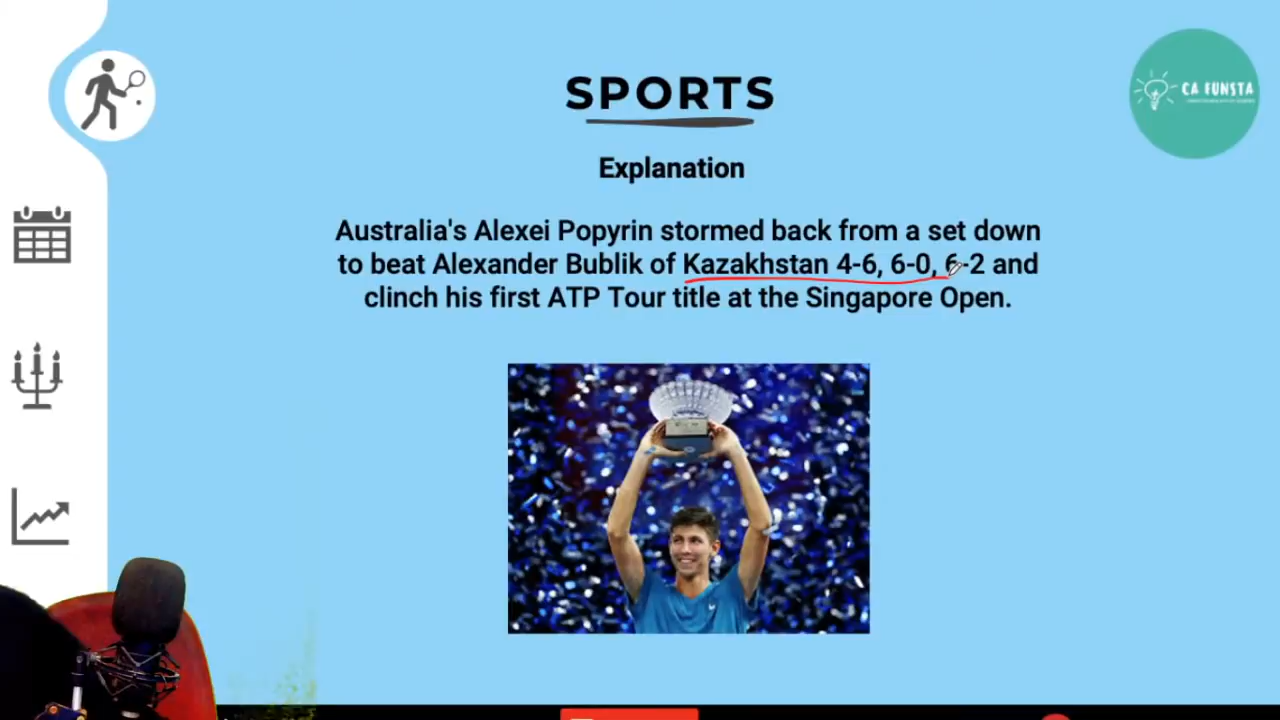 CA FUNSTA
SPORTS
Explanation
Australia's Alexei Popyrin stormed back from a set down
to beat Alexander Bublik of Kazakhstan 4-6, 6-0, 6-2 and
clinch his first ATP Tour title at the Singapore Open.